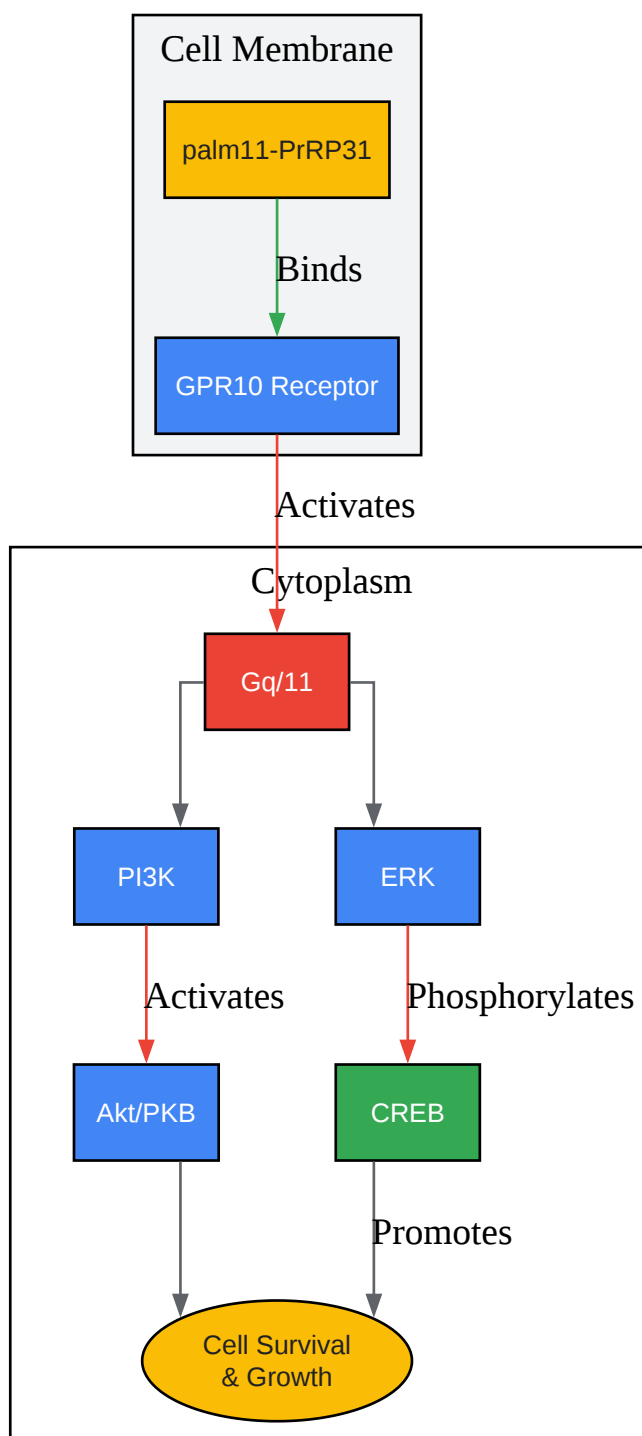 Cell Membrane
palm11-PrRP31
Binds
GPR10 Receptor
Activates
Cytoplasm
Gq/11
PI3K
ERK
Activates
Phosphorylates
Akt/PKB
CREB
Promotes
Cell Survival
& Growth